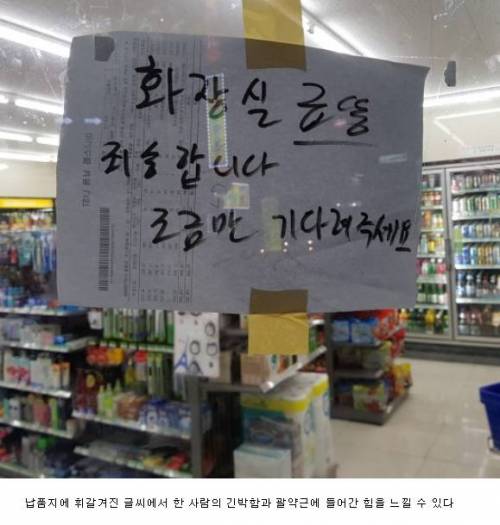 화장실 급똥
죄송합니다
조금만 기다려주세요
납품지에 휘갈겨진 글씨에서 한 사람의 긴박함과 괄약근에 들어간 힘을 느낄 수 있다